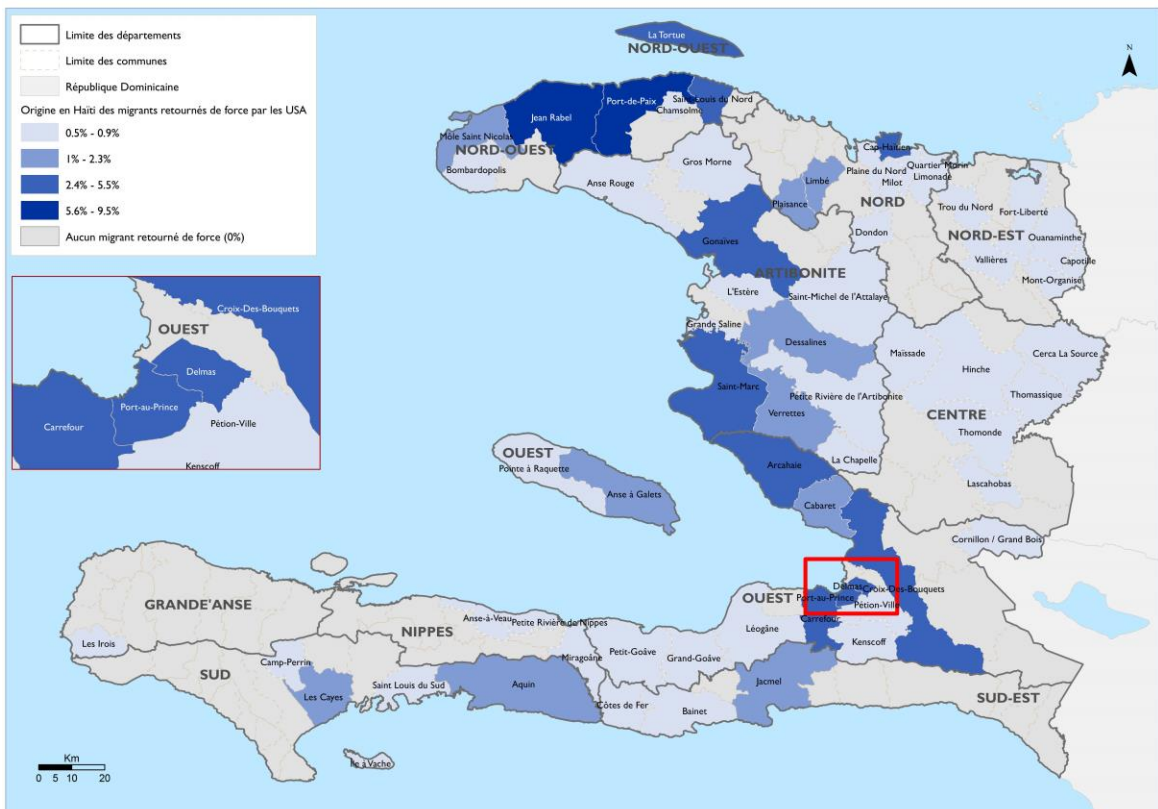 Limite des départements
Limite des communes
République Dominicaine
Origine en Haïti des migrants retournés de force par les USA
0.5% - 0.9%
1% - 2.3%
2.4% - 5.5%
5.6% - 9.5%
Aucun migrant retourné de force (0%)
N
La Tortue
NORD-OUEST
Port-de-Paix
Saint-Louis du Nord
Jean Rabel
Chamsolme
Môle Saint Nicolas
NORD-OUEST
Bombardopolis
Anse Rouge
Gros Morne
Cap-Haïtien
Quartier Morin
Plaine du Nord
Limonade
Milot
Limbé
Plaisance
NORD
Trou du Nord
Fort-Liberté
Ouanaminthe
NORD-EST
Vallières
Capotille
Mont-Organise
Dondon
Gonaives
ARTIBONITE
L'Estère
Saint-Michel de l'Attalaye
Grande Saline
Dessalines
Maïssade
Cerca La Source
Hinche
Saint-Marc
Petite Rivière de l'Artibonite
Thomassique
Verrettes
CENTRE
Thomonde
La Chapelle
Lascahobas
Arcahaie
Cabaret
Cornillon / Grand Bois
OUEST
Pointe à Raquette
Anse à Galets
Croix-Des-Bouquets
OUEST
Delmas
Port-au-Prince
Carrefour
Pétion-Ville
Kenscoff
Delmas
Croix-Des-Bouquets
OUEST
Port-au-Prince
Pétion-Ville
Carrefour
Léogâne
Kenscoff
GRANDE'ANSE
Les Irois
Anse-à-Veau
Petite Rivière de Nippes
NIPPES
Miragoâne
Petit-Goâve
Grand-Goâve
Camp-Perrin
SUD
Les Cayes
Saint Louis du Sud
Aquin
Jacmel
Côtes de Fer
Bainet
SUD-EST
Ile à Vache
Km
0 5 10 20